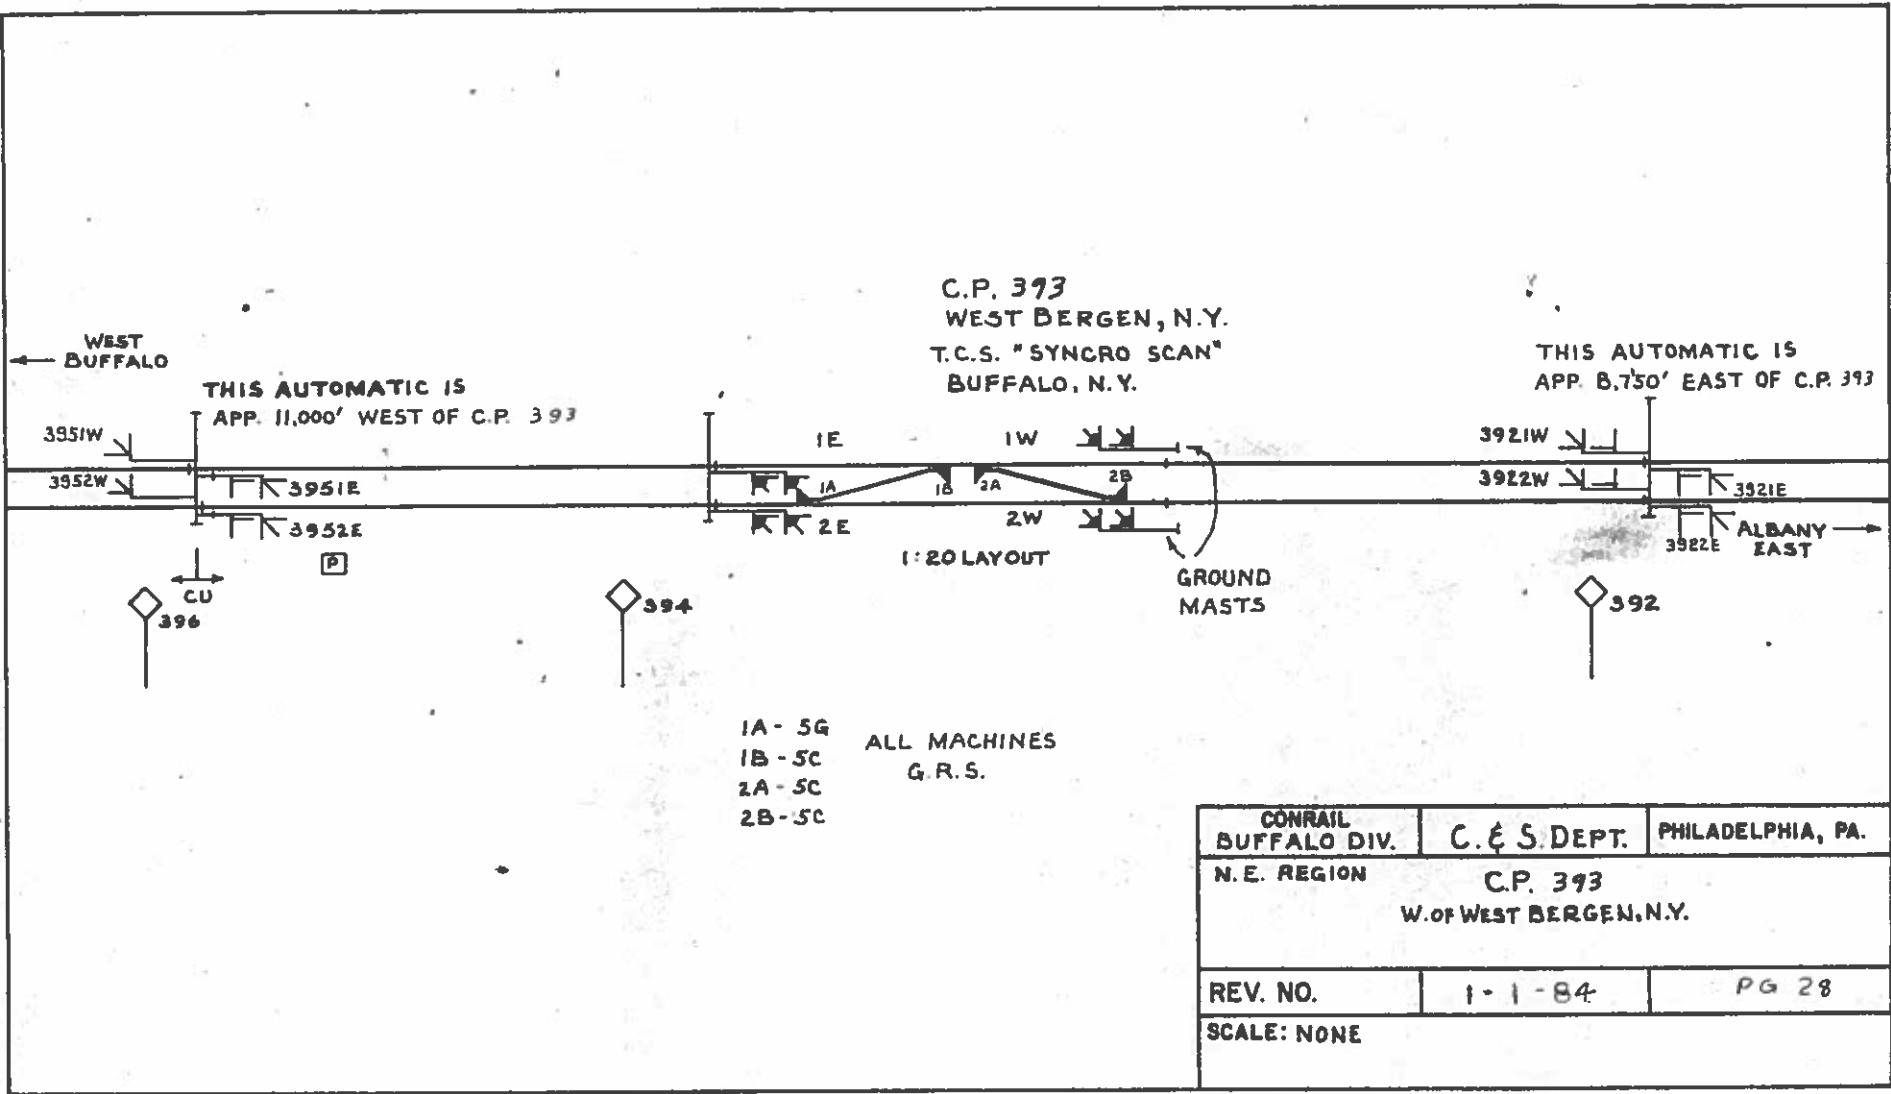 C.P. 393
WEST BERGEN, N.Y.
T.C.S. "SYNCRO SCAN"
BUFFALO, N.Y.
WEST
BUFFALO
THIS AUTOMATIC IS
APP. 11,000' WEST OF C.P. 393
THIS AUTOMATIC IS
APP. 8,750' EAST OF C.P. 393
3951W
1E
1W
3921W
3952W
3951E
1A
1B
2A
2B
3922W
3921E
3952E
2E
2W
3922E
ALBANY
EAST
P
1:20 LAYOUT
GROUND
MASTS
CU
396
394
392
1A - 5G
1B - 5C
2A - 5C
2B - 5C
ALL MACHINES
G.R.S.
CONRAIL
BUFFALO DIV.
C. & S. DEPT.
PHILADELPHIA, PA.
N.E. REGION
C.P. 393
W. OF WEST BERGEN, N.Y.
REV. NO.
1-1-84
PG 28
SCALE: NONE